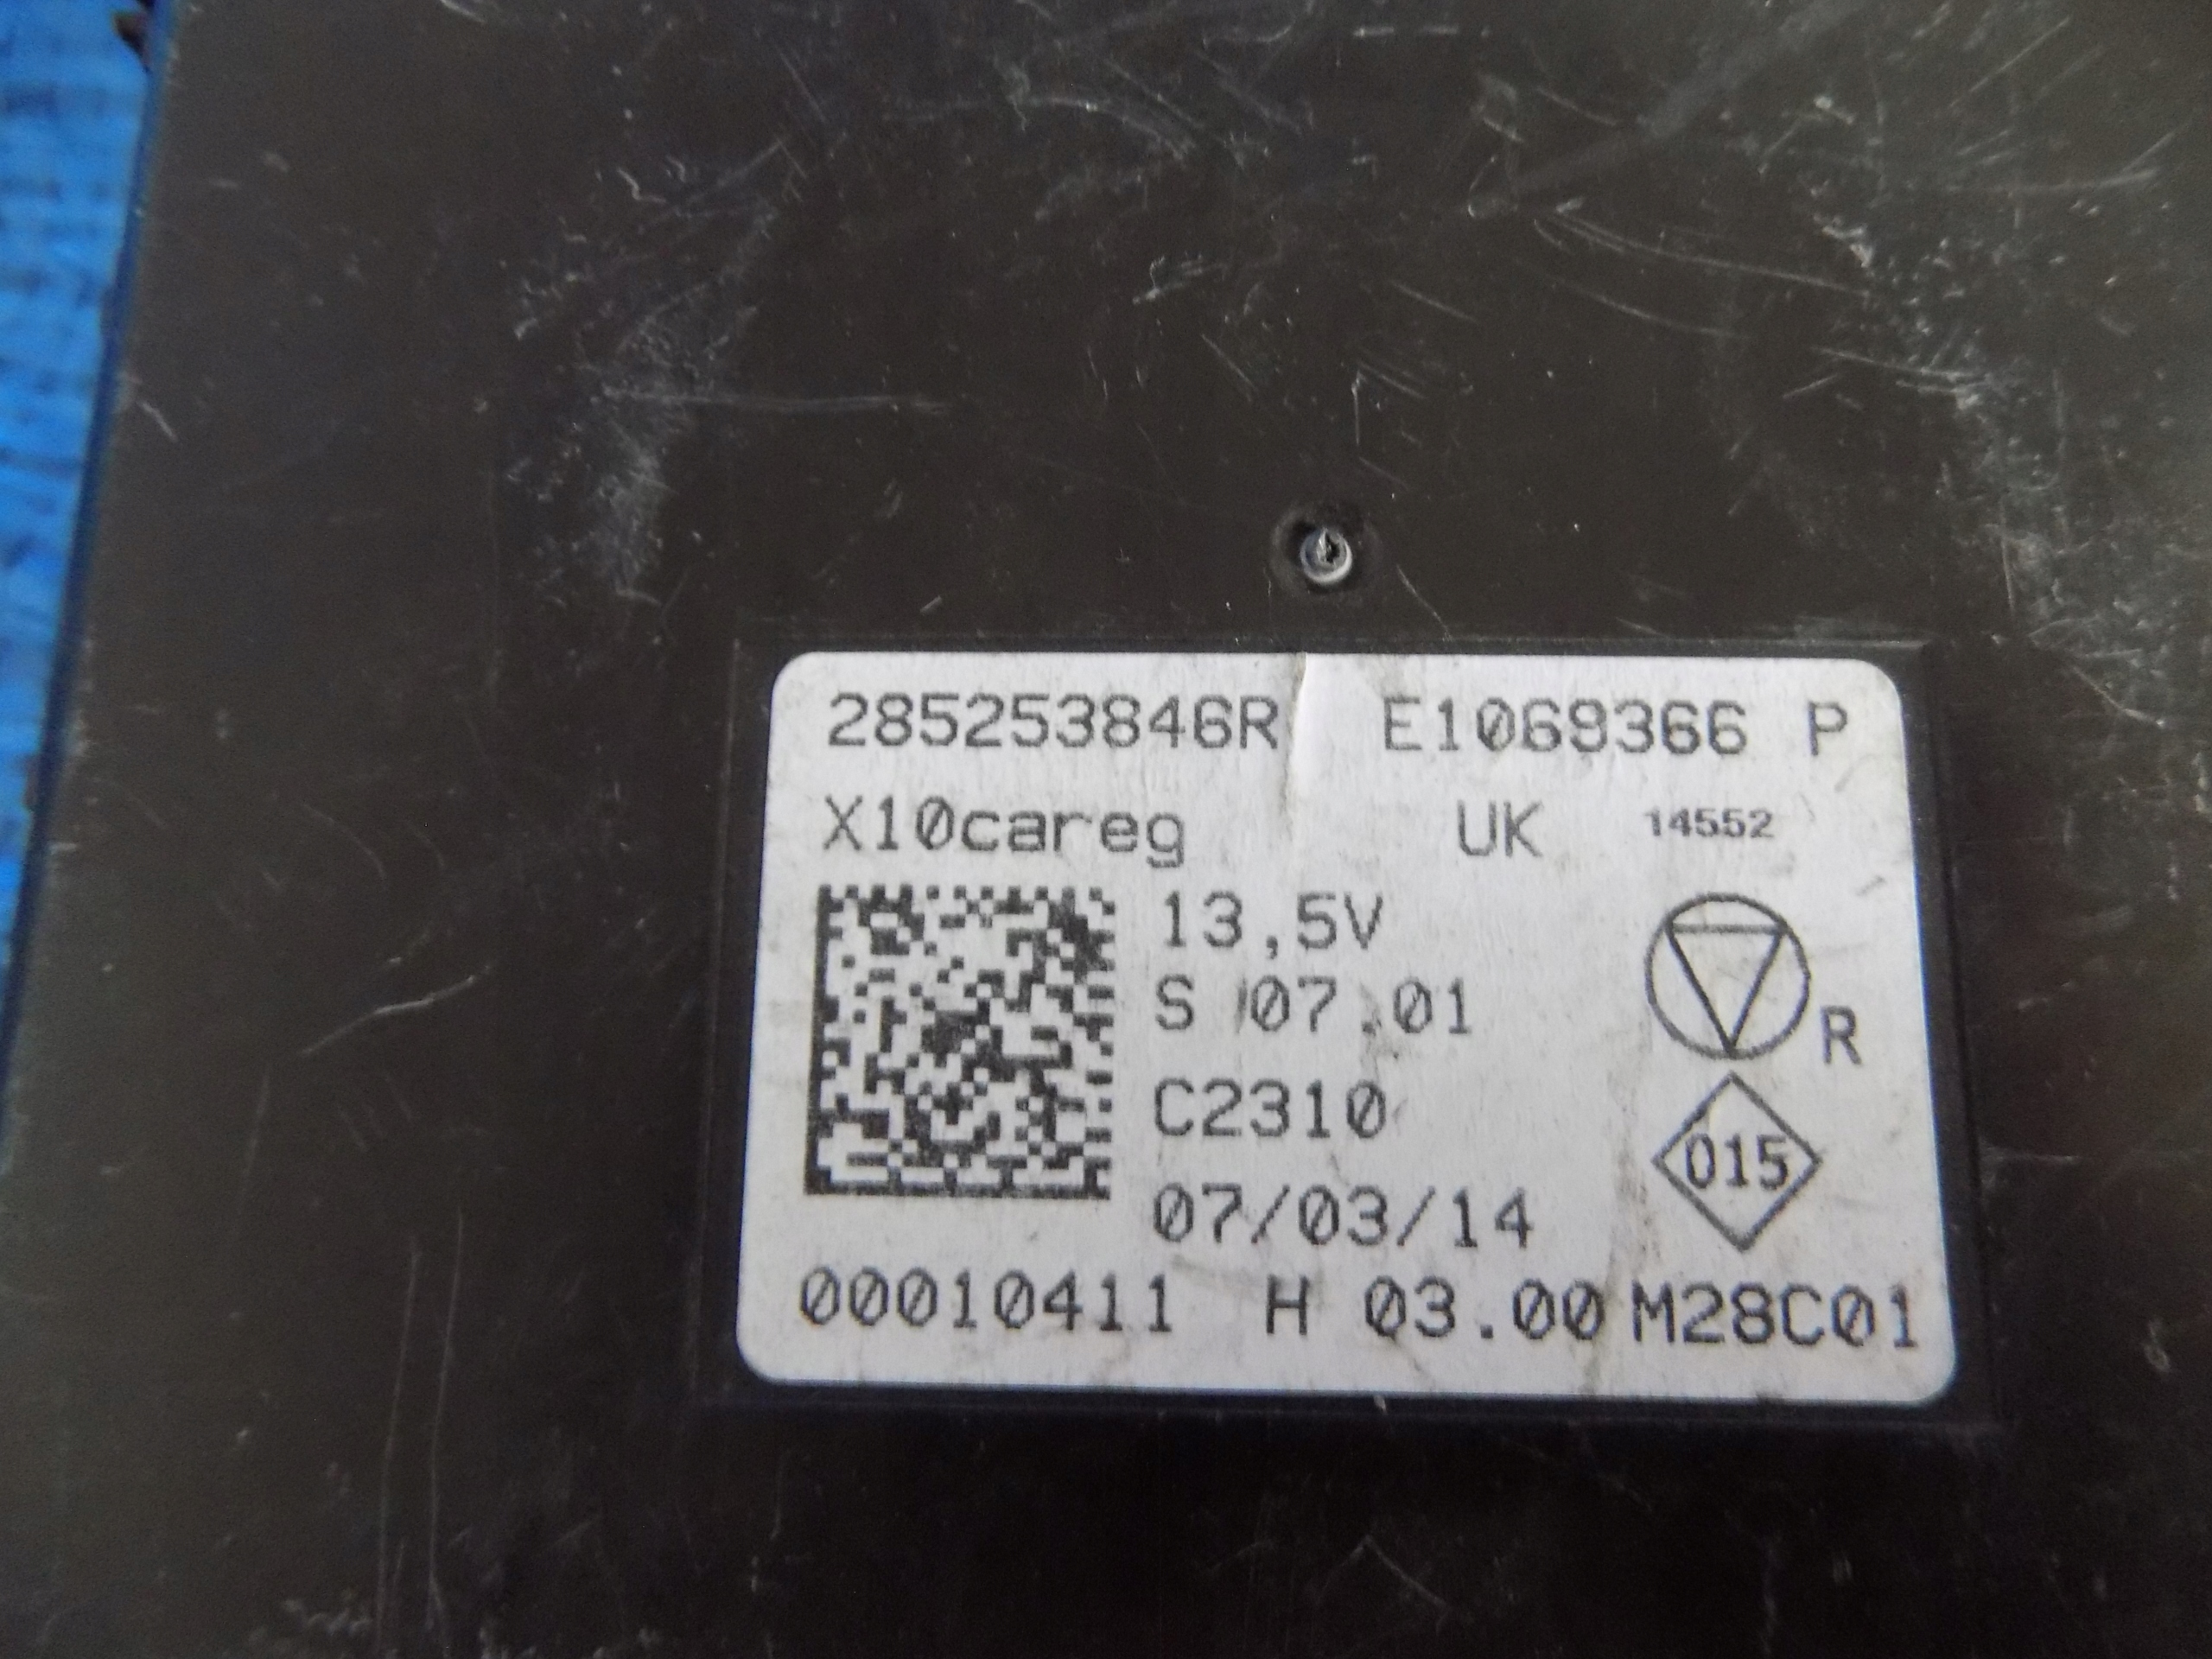 285253846R E1069366 P
X10careg UK 14552
13,5V
S 07.01
R
C2310
015
07/03/14
00010411 H 03.00 M28C01